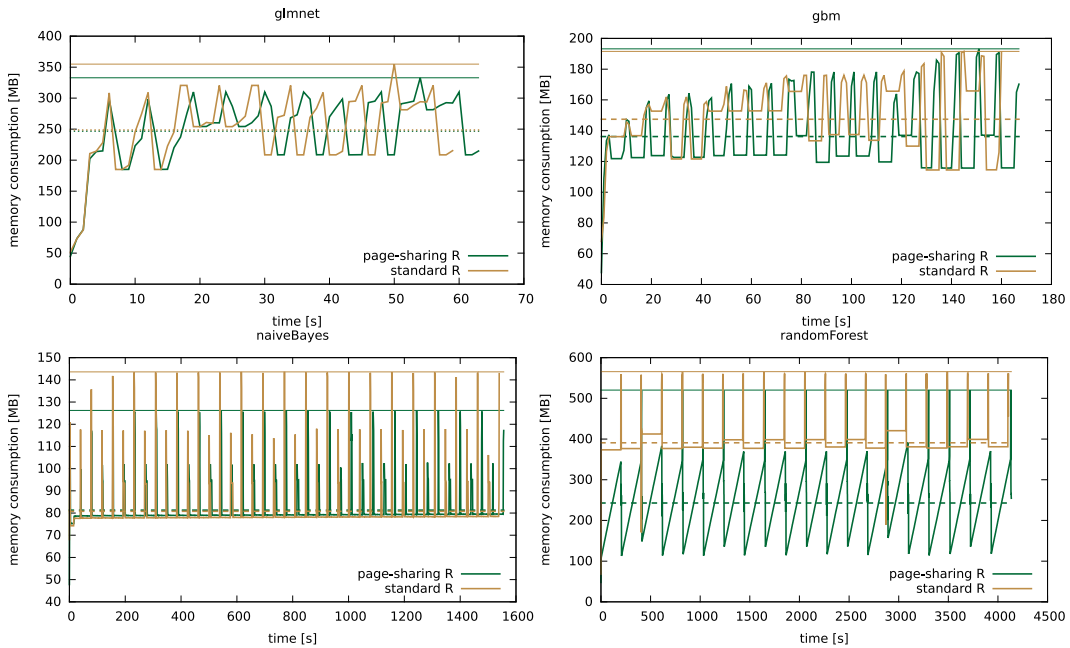 glmnet
memory consumption [MB]
400
350
300
250
200
150
100
50
0
page-sharing R
standard R
0 10 20 30 40 50 60 70
time [s]
gbm
memory consumption [MB]
200
180
160
140
120
100
80
60
40
page-sharing R
standard R
0 20 40 60 80 100 120 140 160 180
time [s]
naiveBayes
memory consumption [MB]
150
140
130
120
110
100
90
80
70
60
50
40
page-sharing R
standard R
0 200 400 600 800 1000 1200 1400 1600
time [s]
randomForest
memory consumption [MB]
600
500
400
300
200
100
0
page-sharing R
standard R
0 500 1000 1500 2000 2500 3000 3500 4000 4500
time [s]